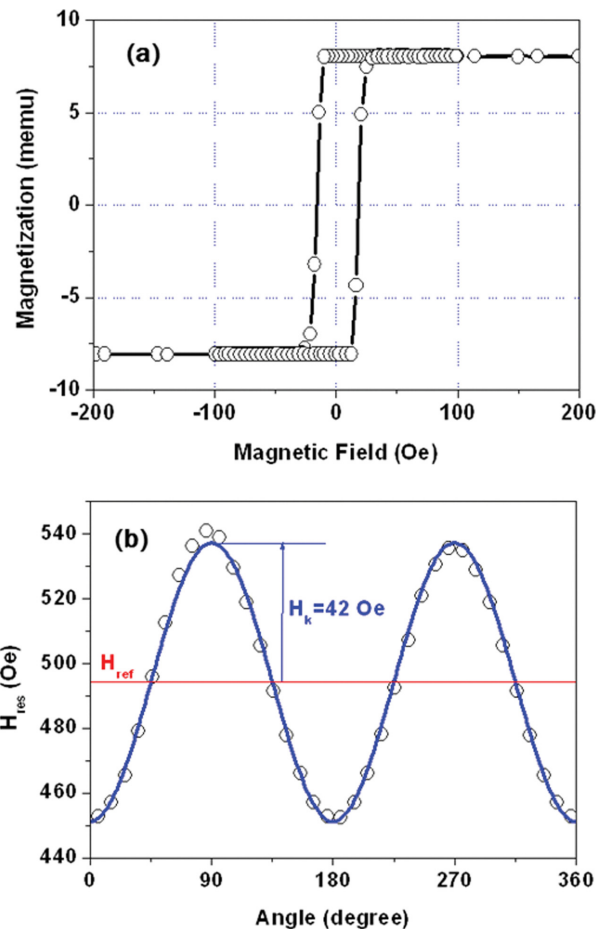 (a)
Magnetization (memu)
10
5
0
-5
-10
-200 -100 0 100 200
Magnetic Field (Oe)
(b)
H_res (Oe)
540
520
500
480
460
440
H_k=42 Oe
H_ref
0 90 180 270 360
Angle (degree)